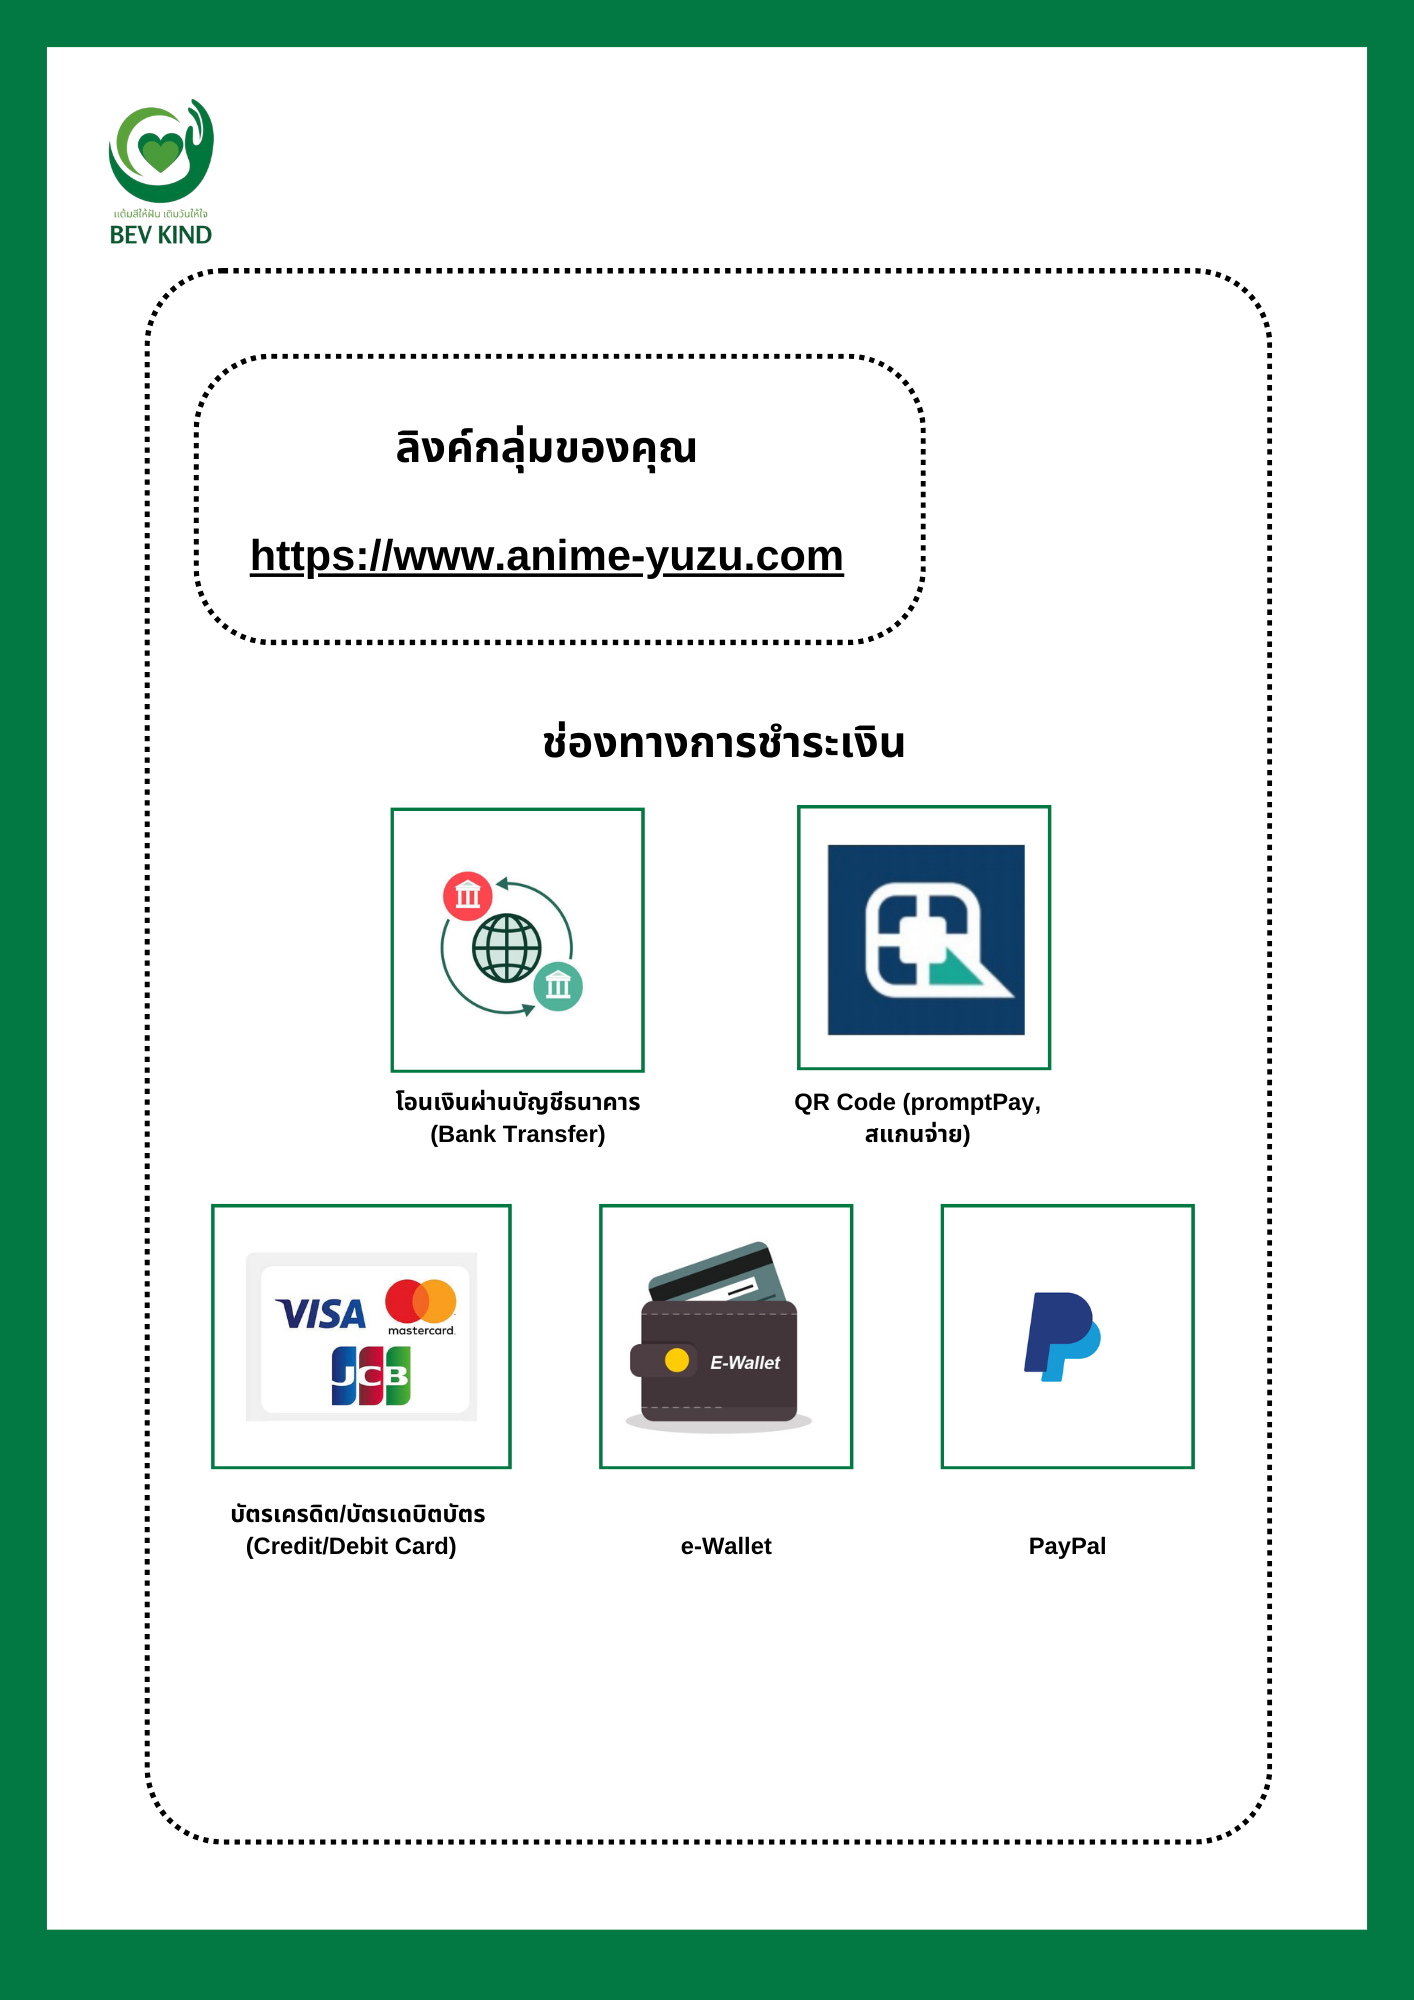 แต้มสีให้ฝัน เติมวันให้ใจ
BEV KIND
ลิงค์กลุ่มของคุณ
https://www.anime-yuzu.com
ช่องทางการชำระเงิน
โอนเงินผ่านบัญชีธนาคาร
(Bank Transfer)
QR Code (promptPay,
สแกนจ่าย)
VISA
mastercard.
JCB
E-Wallet
บัตรเครดิต/บัตรเดบิตบัตร
(Credit/Debit Card)
e-Wallet
PayPal